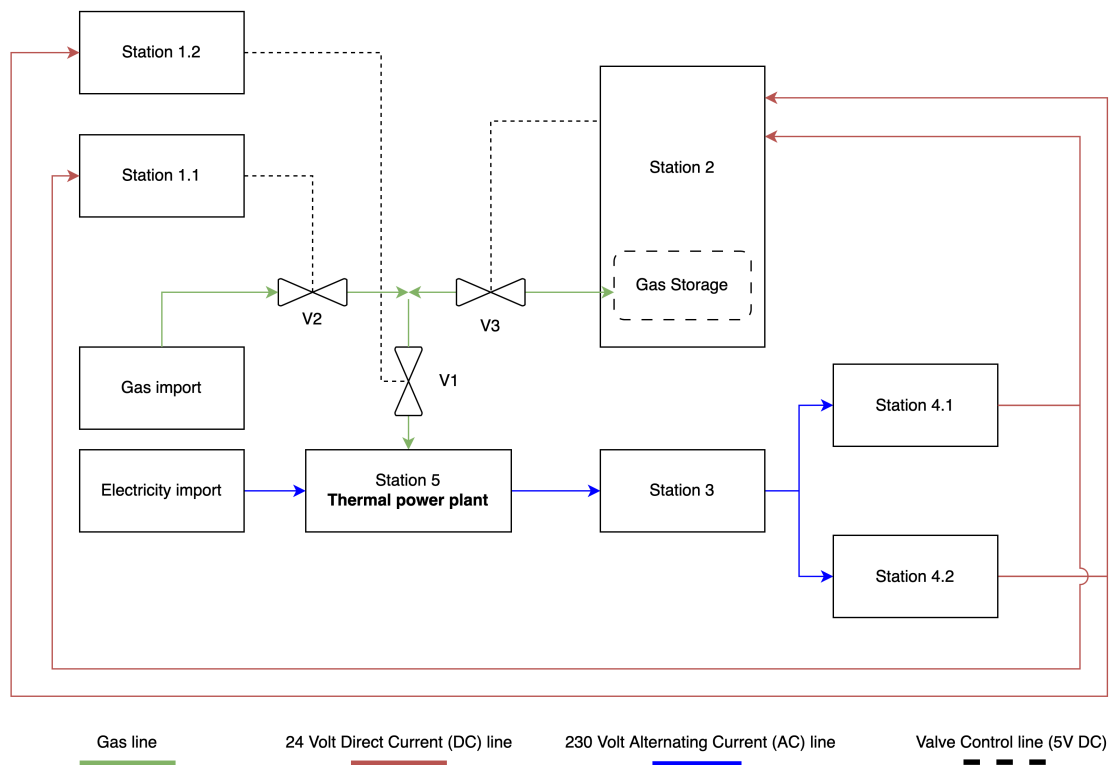 Station 1.2
Station 1.1
Station 2
Gas Storage
V2
V3
V1
Gas import
Station 4.1
Electricity import
Station 5
Thermal power plant
Station 3
Station 4.2
Gas line
24 Volt Direct Current (DC) line
230 Volt Alternating Current (AC) line
Valve Control line (5V DC)